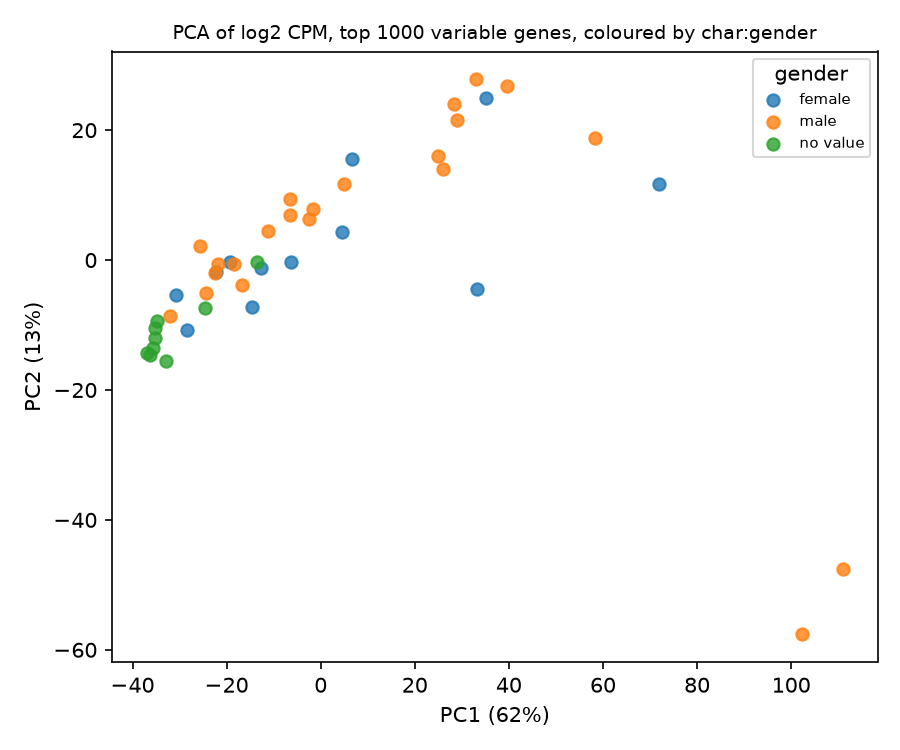 PCA of log2 CPM, top 1000 variable genes, coloured by char:gender
gender
female
male
no value
20
0
−20
−40
−60
PC2 (13%)
−40
−20
0
20
40
60
80
100
PC1 (62%)